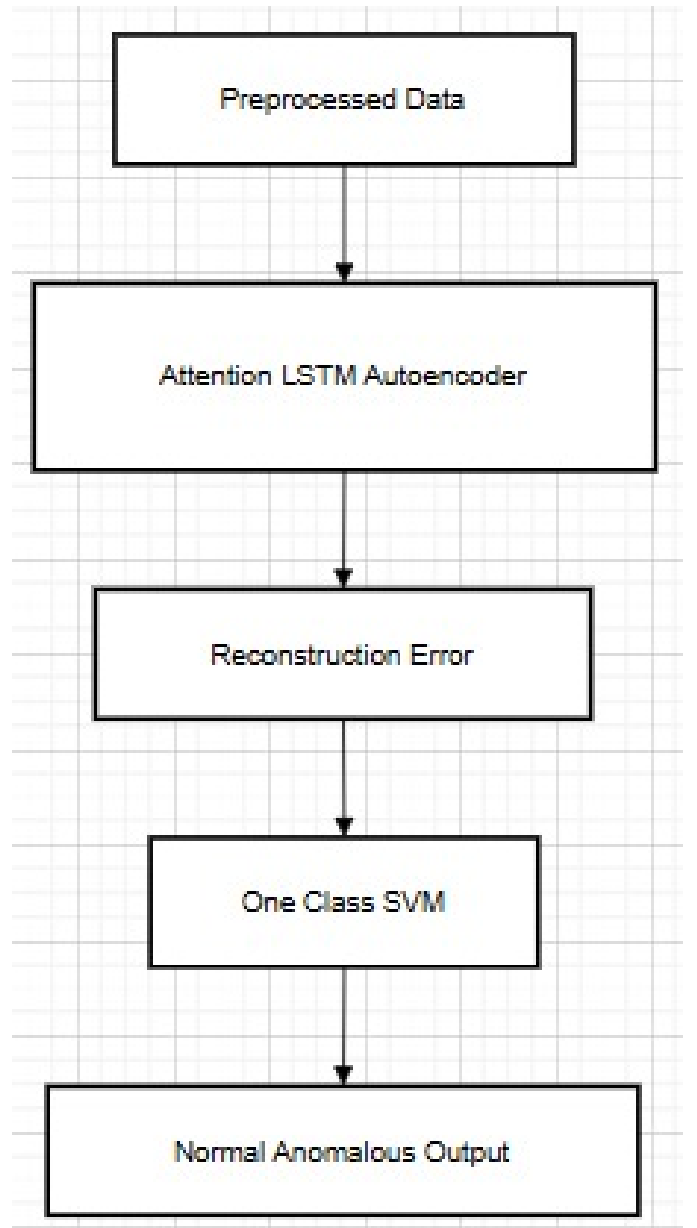 Preprocessed Data
Attention LSTM Autoencoder
Reconstruction Error
One Class SVM
Normal Anomalous Output